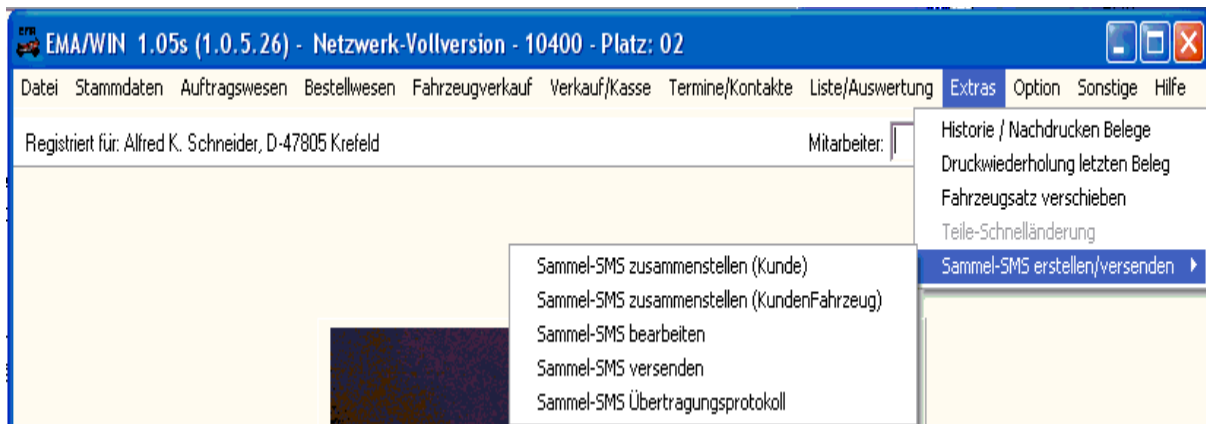 EMA/WIN 1.05s (1.0.5.26) - Netzwerk-Vollversion - 10400 - Platz: 02
Datei Stammdaten Auftragswesen Bestellwesen Fahrzeugverkauf Verkauf/Kasse Termine/Kontakte Liste/Auswertung Extras Option Sonstige Hilfe
Registriert für: Alfred K. Schneider, D-47805 Krefeld Mitarbeiter:
Historie / Nachdrucken Belege
Druckwiederholung letzten Beleg
Fahrzeugsatz verschieben
Teile-Schnelländerung
Sammel-SMS erstellen/versenden
Sammel-SMS zusammenstellen (Kunde)
Sammel-SMS zusammenstellen (KundenFahrzeug)
Sammel-SMS bearbeiten
Sammel-SMS versenden
Sammel-SMS Übertragungsprotokoll